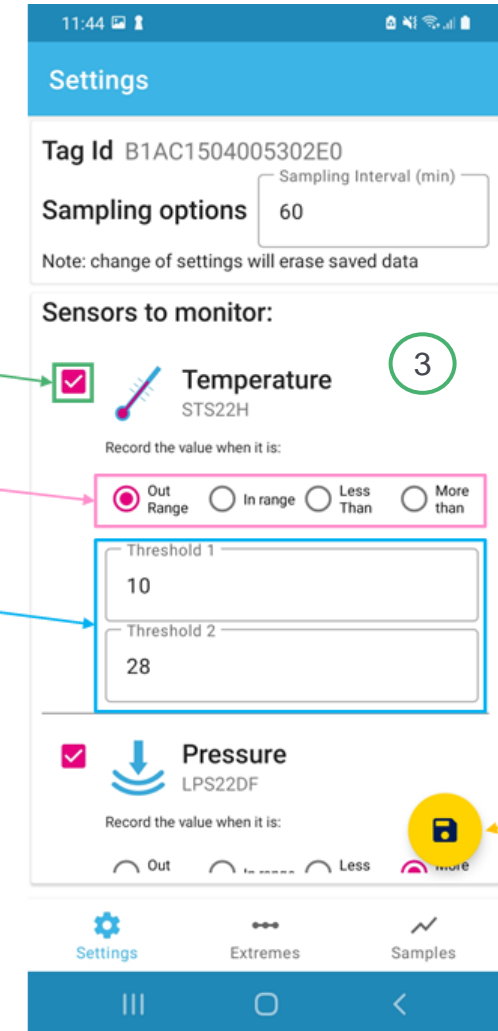 11:44
Settings
Tag Id B1AC1504005302E0
Sampling Interval (min)
Sampling options 60
Note: change of settings will erase saved data
Sensors to monitor:
3
Temperature
STS22H
Record the value when it is:
Out Range In range Less Than More than
Threshold 1
10
Threshold 2
28
Pressure
LPS22DF
Record the value when it is:
Out Less
Settings Extremes Samples